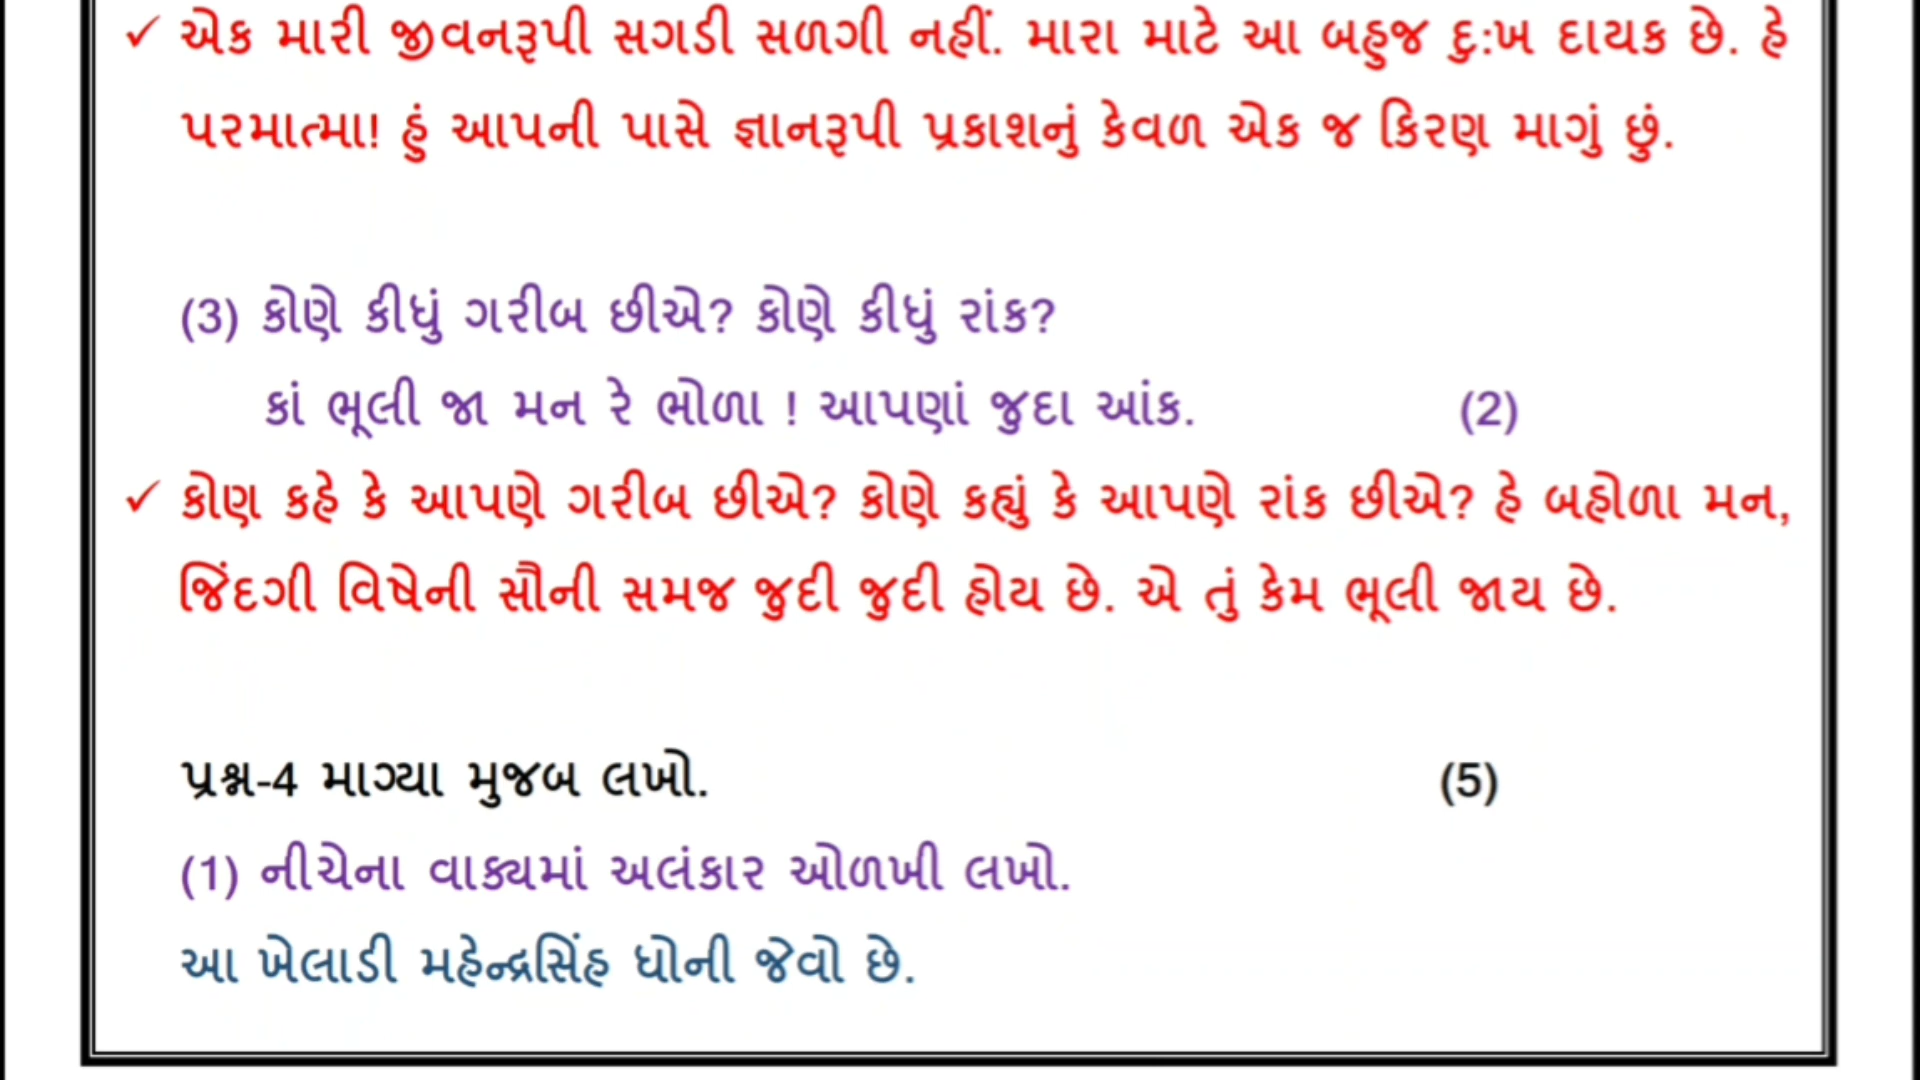 ✓ એક મારી જીવનરૂપી સગડી સળગી નહીં. મારા માટે આ બહુજ દુ:ખ દાયક છે. હે
પરમાત્મા! હું આપની પાસે જ્ઞાનરૂપી પ્રકાશનું કેવળ એક જ કિરણ માગું છું.
(3) કોણે કીધું ગરીબ છીએ? કોણે કીધું રાંક?
કાં ભૂલી જા મન રે ભોળા ! આપણાં જુદા આંક. (2)
✓ કોણ કહે કે આપણે ગરીબ છીએ? કોણે કહ્યું કે આપણે રાંક છીએ? હે બહોળા મન,
જિંદગી વિષેની સૌની સમજ જુદી જુદી હોય છે. એ તું કેમ ભૂલી જાય છે.
પ્રશ્ન-4 માગ્યા મુજબ લખો. (5)
(1) નીચેના વાક્યમાં અલંકાર ઓળખી લખો.
આ ખેલાડી મહેન્દ્રસિંહ ધોની જેવો છે.